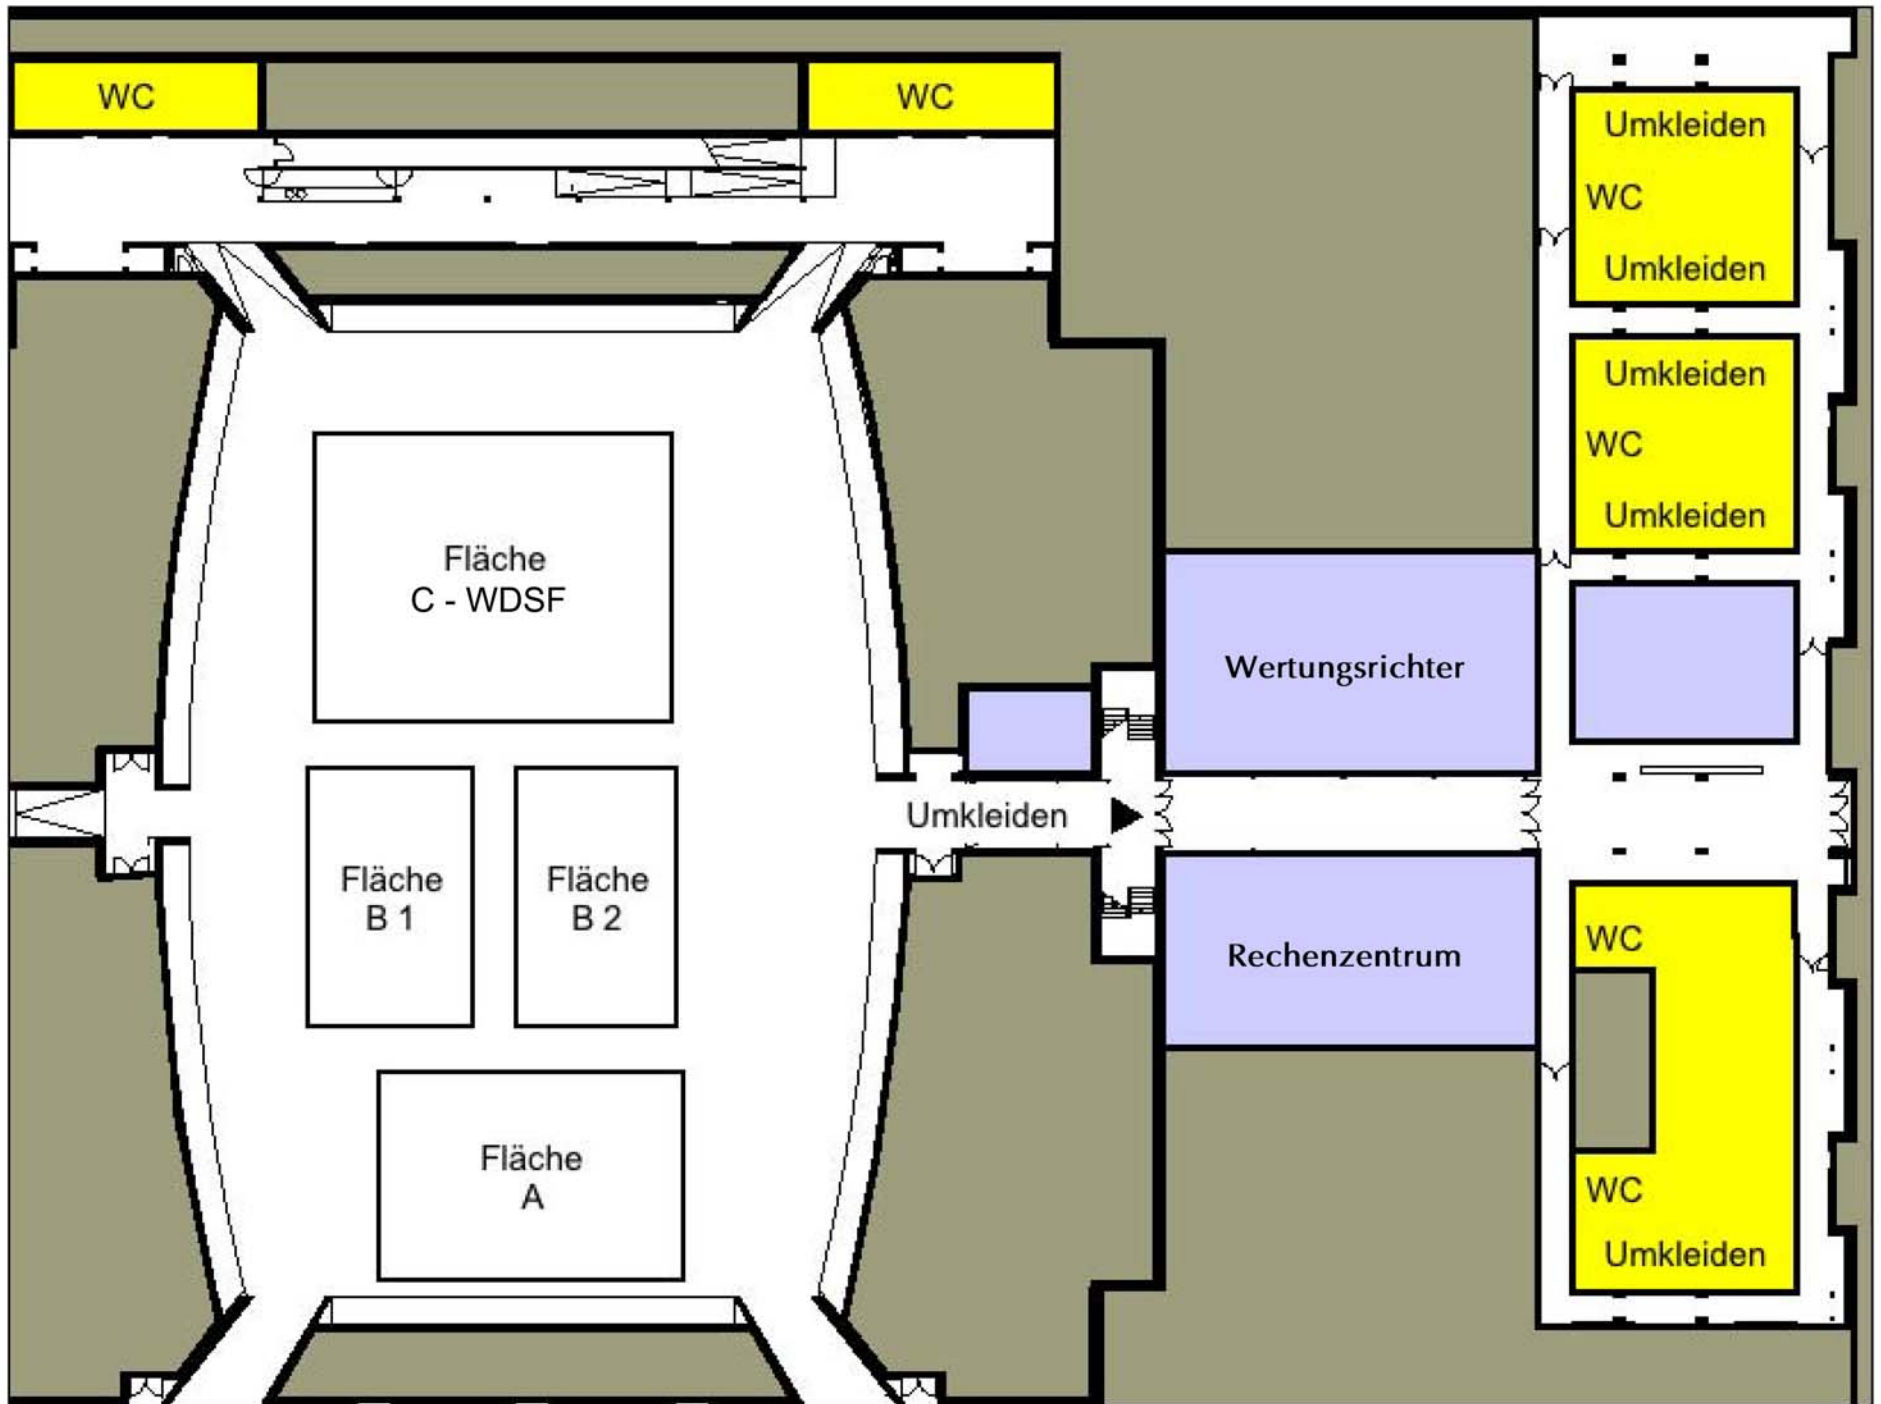 WC
WC
Umkleiden
WC
Umkleiden
Umkleiden
WC
Umkleiden
Fläche
C - WDSF
Wertungsrichter
Umkleiden
Fläche
B 1
Fläche
B 2
Rechenzentrum
WC
Fläche
A
WC
Umkleiden